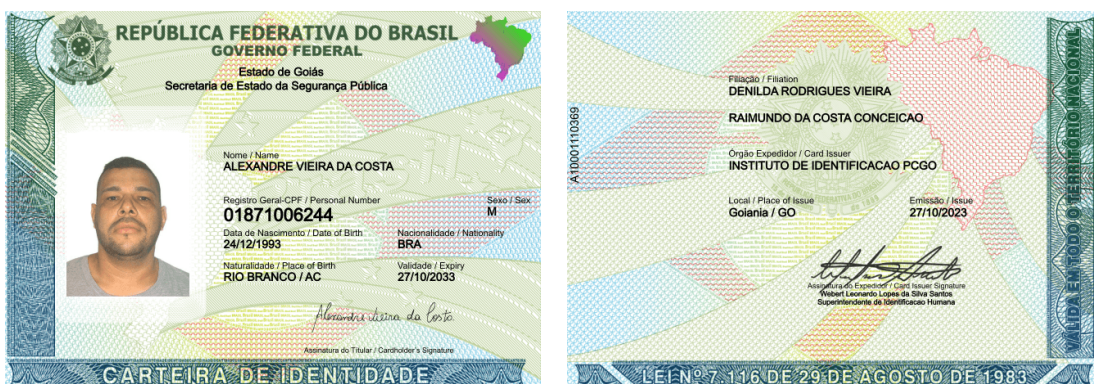 REPÚBLICA FEDERATIVA DO BRASIL
GOVERNO FEDERAL
Estado de Goiás
Secretaria de Estado da Segurança Pública
Nome / Name
ALEXANDRE VIEIRA DA COSTA
Registro Geral-CPF / Personal Number
01871006244
Sexo / Sex
M
Data de Nascimento / Date of Birth
24/12/1993
Nacionalidade / Nationality
BRA
Naturalidade / Place of Birth
RIO BRANCO / AC
Validade / Expiry
27/10/2033
Alexandre Vieira da Costa
Assinatura do Titular / Cardholder's Signature
CARTEIRA DE IDENTIDADE
A10001110369
Filiação / Filiation
DENILDA RODRIGUES VIEIRA
RAIMUNDO DA COSTA CONCEICAO
Órgão Expedidor / Card Issuer
INSTITUTO DE IDENTIFICACAO PCGO
Local / Place of Issue
Goiania / GO
Emissão / Issue
27/10/2023
Assinatura do Expedidor / Card Issuer Signature
Webert Leonardo Lopes da Silva Santos
Superintendente de Identificacao Humana
VALIDA EM TODO O TERRITÓRIO NACIONAL
LEI Nº 7.116 DE 29 DE AGOSTO DE 1983